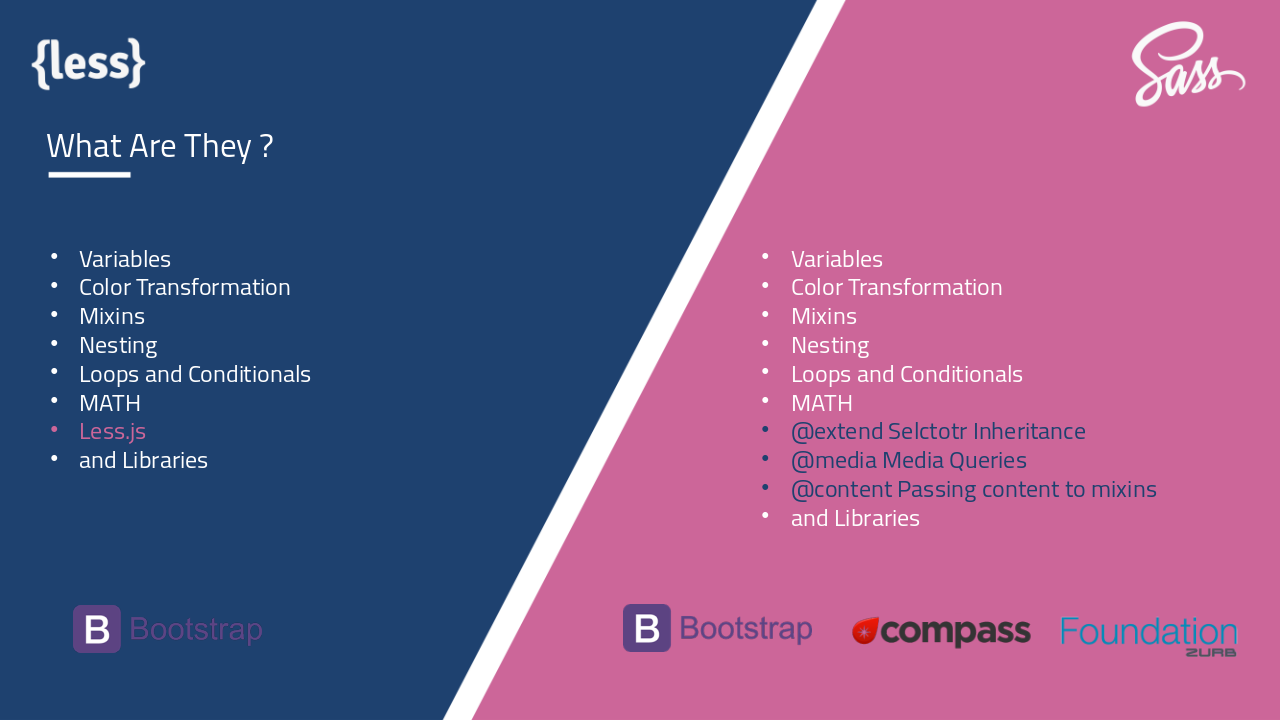 {less}
Sass
What Are They ?
• Variables
• Color Transformation
• Mixins
• Nesting
• Loops and Conditionals
• MATH
• Less.js
• and Libraries
• Variables
• Color Transformation
• Mixins
• Nesting
• Loops and Conditionals
• MATH
• @extend Selctotr Inheritance
• @media Media Queries
• @content Passing content to mixins
• and Libraries
B Bootstrap
B Bootstrap
compass
Foundation
ZURB